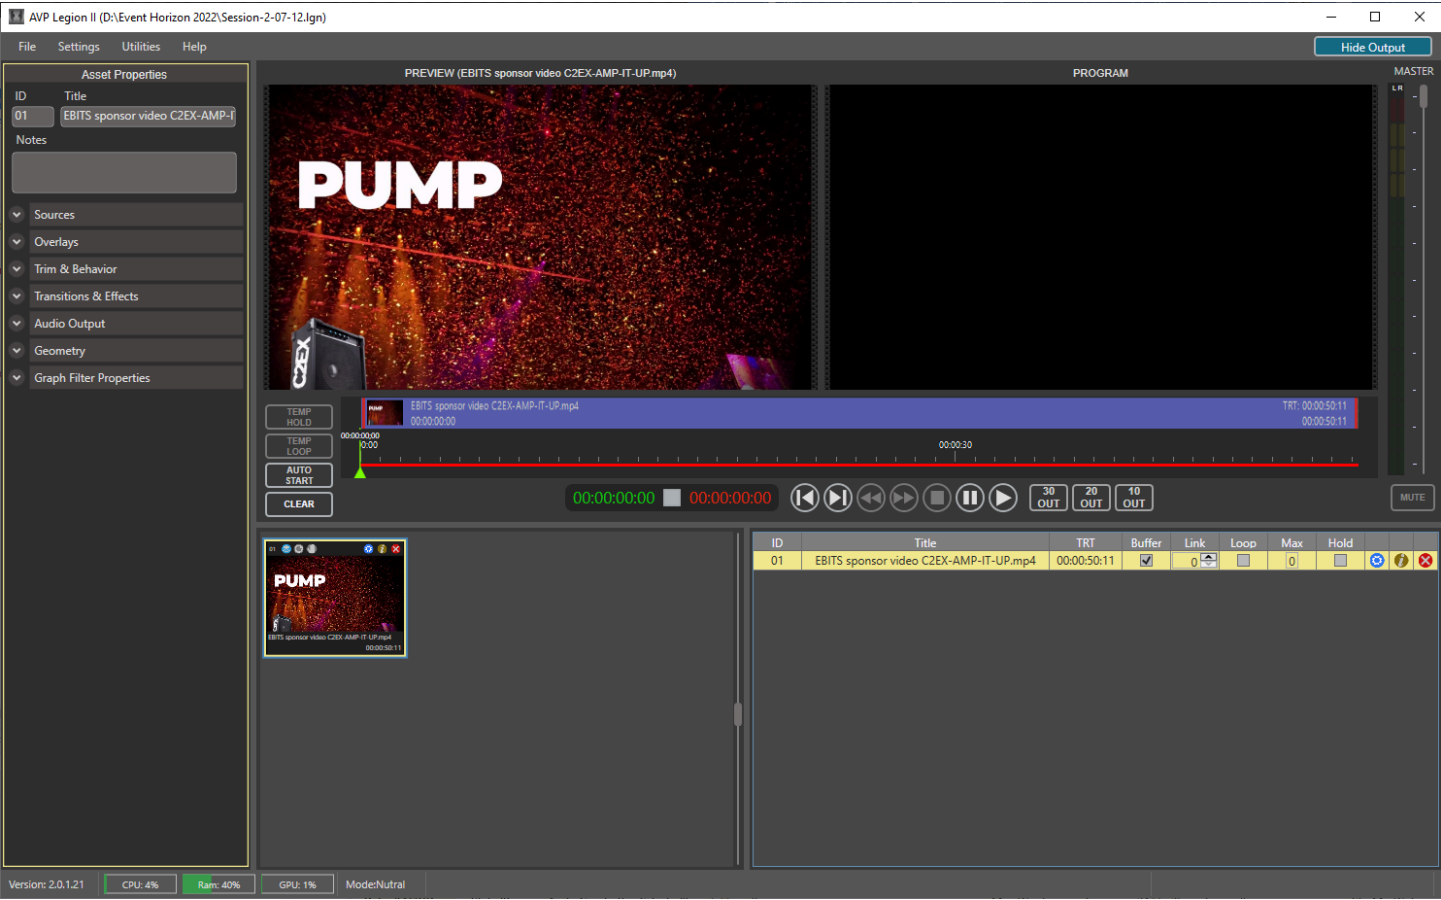 AVP Legion II (D:\Event Horizon 2022\Session-2-07-12.lgn)
File Settings Utilities Help
Hide Output
Asset Properties
ID Title
01 EBITS sponsor video C2EX-AMP-I
Notes
Sources
Overlays
Trim & Behavior
Transitions & Effects
Audio Output
Geometry
Graph Filter Properties
PREVIEW (EBITS sponsor video C2EX-AMP-IT-UP.mp4)
PROGRAM
MASTER
L R
PUMP
C2EX
TEMP HOLD
TEMP LOOP
AUTO START
CLEAR
PUMP
EBITS sponsor video C2EX-AMP-IT-UP.mp4
TRT: 00:00:50:11
00:00:00:00
00:00:50:11
00:00:00;00
0:00
00:00:30
00:00:00:00
00:00:00:00
30 OUT
20 OUT
10 OUT
MUTE
01
PUMP
EBITS sponsor video C2EX-AMP-IT-UP.mp4
00:00:50:11
ID Title TRT Buffer Link Loop Max Hold
01 EBITS sponsor video C2EX-AMP-IT-UP.mp4 00:00:50:11 0 0
Version: 2.0.1.21 CPU: 4% Ram: 40% GPU: 1% Mode:Nutral